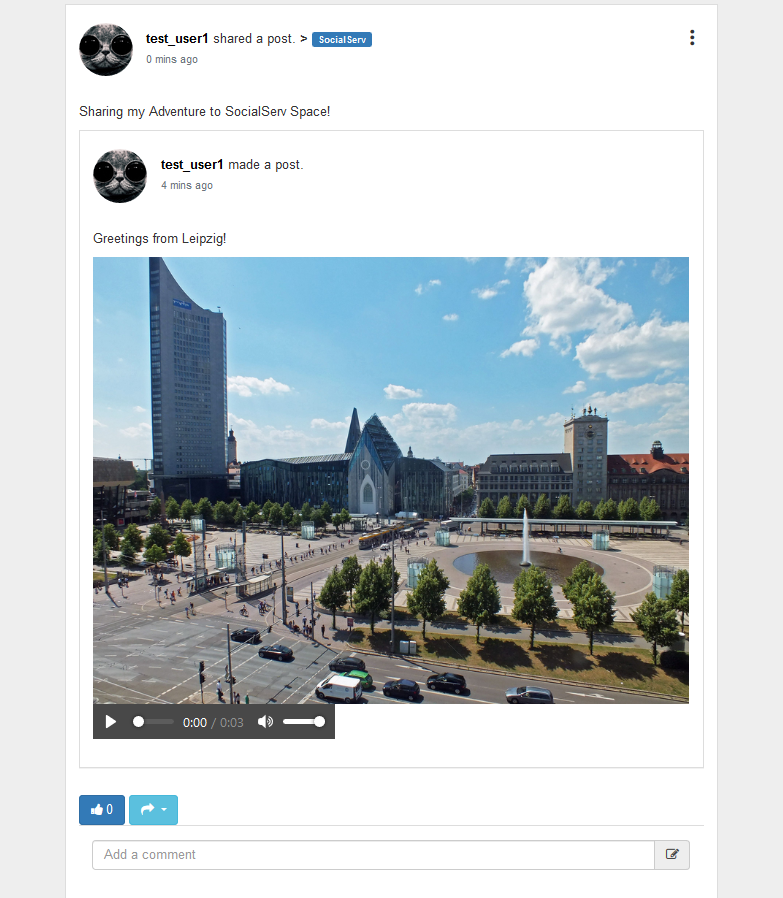 test_user1 shared a post. > SocialServ
0 mins ago
Sharing my Adventure to SocialServ Space!
test_user1 made a post.
4 mins ago
Greetings from Leipzig!
0:00 / 0:03
0
Add a comment